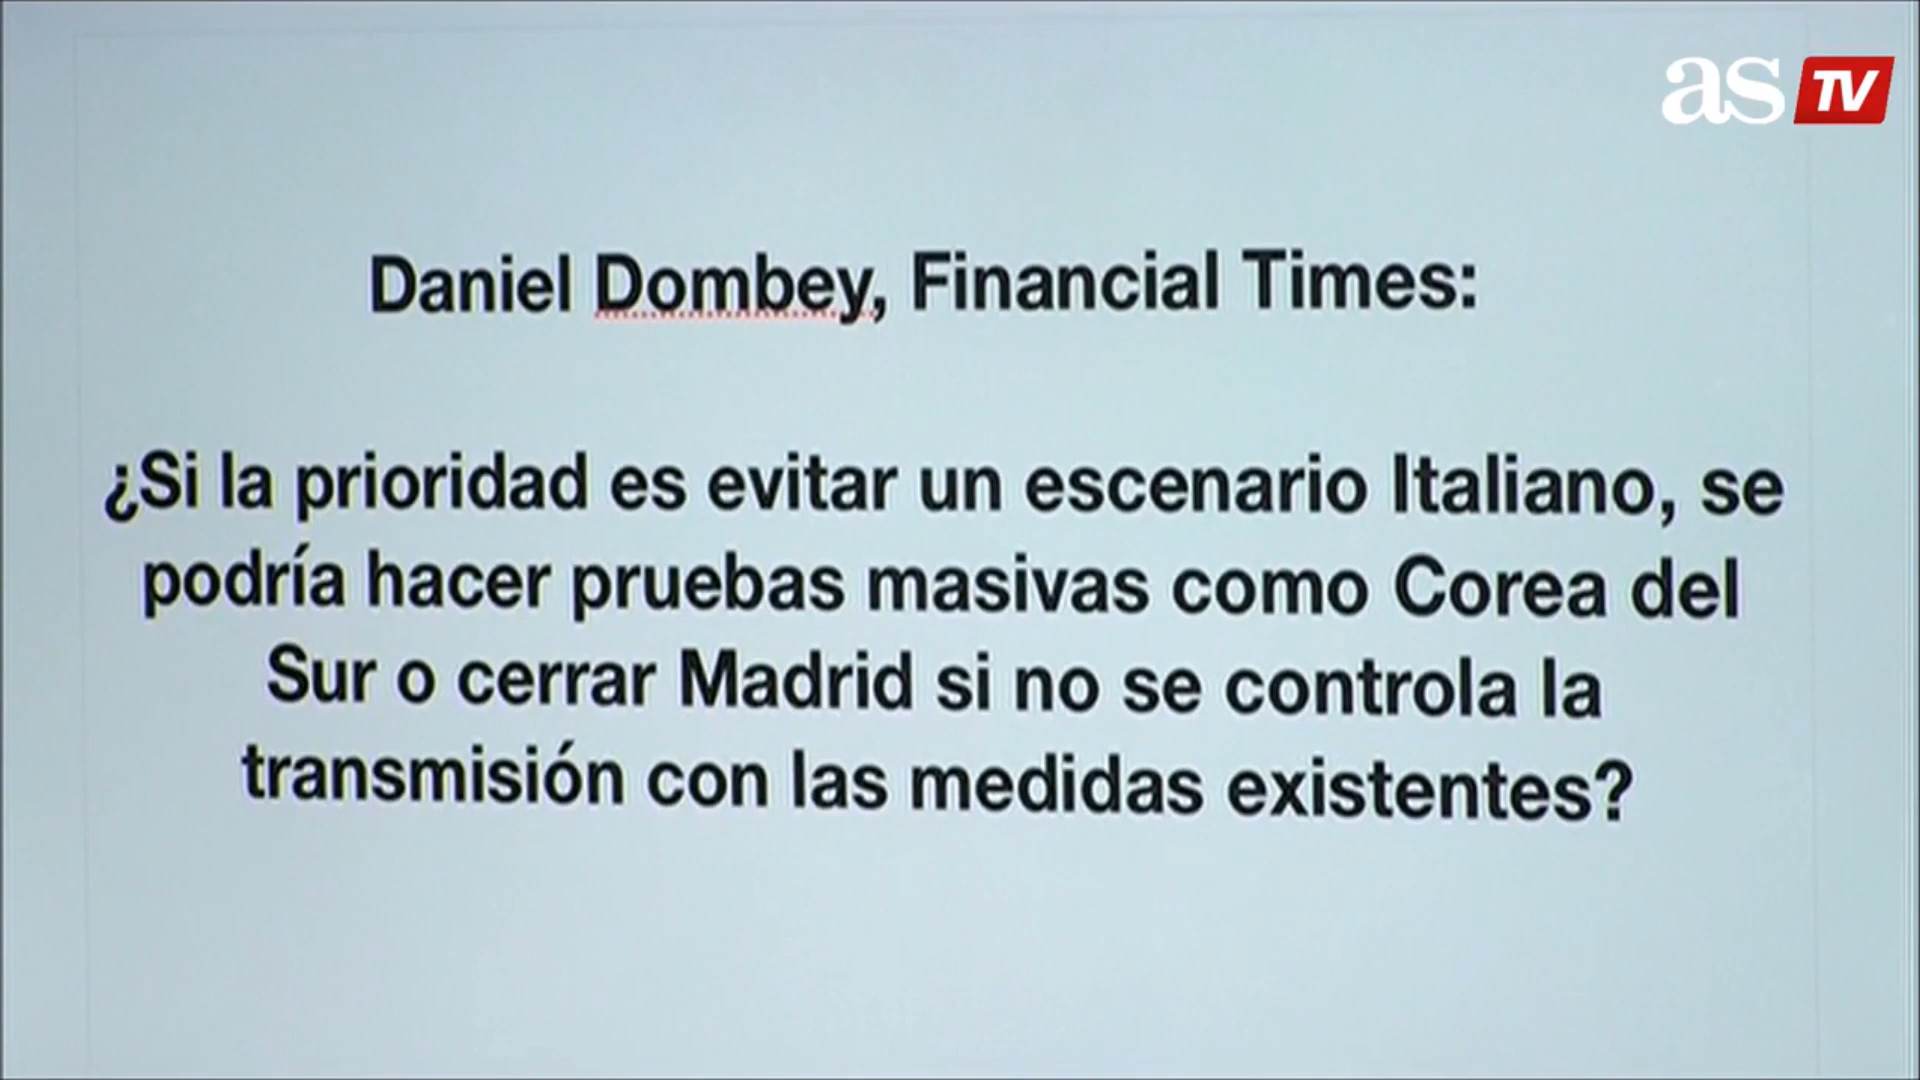 as TV
Daniel Dombey, Financial Times:
¿Si la prioridad es evitar un escenario Italiano, se
podría hacer pruebas masivas como Corea del
Sur o cerrar Madrid si no se controla la
transmisión con las medidas existentes?